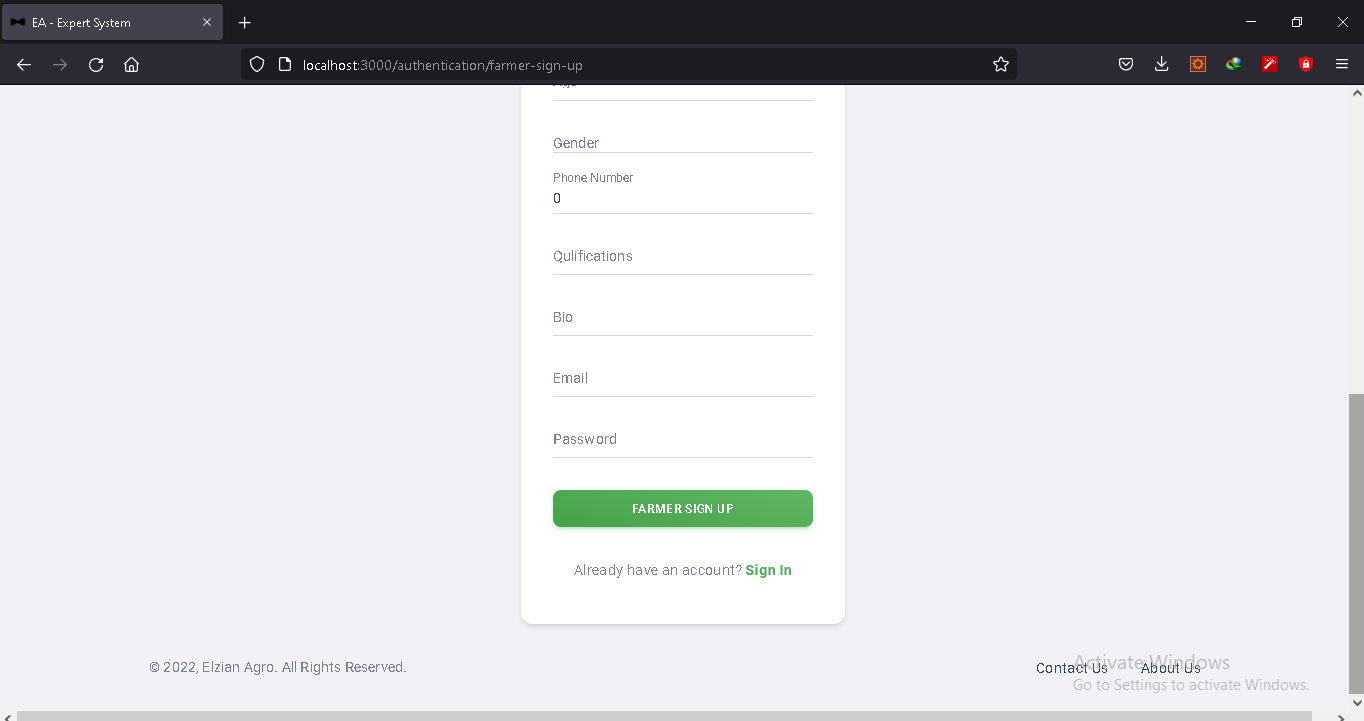 EA - Expert System
localhost:3000/authentication/farmer-sign-up
Gender
Phone Number
0
Qulifications
Bio
Email
Password
FARMER SIGN UP
Already have an account? Sign In
© 2022, Elzian Agro. All Rights Reserved.
Contact Us
About Us
Activate Windows
Go to Settings to activate Windows.